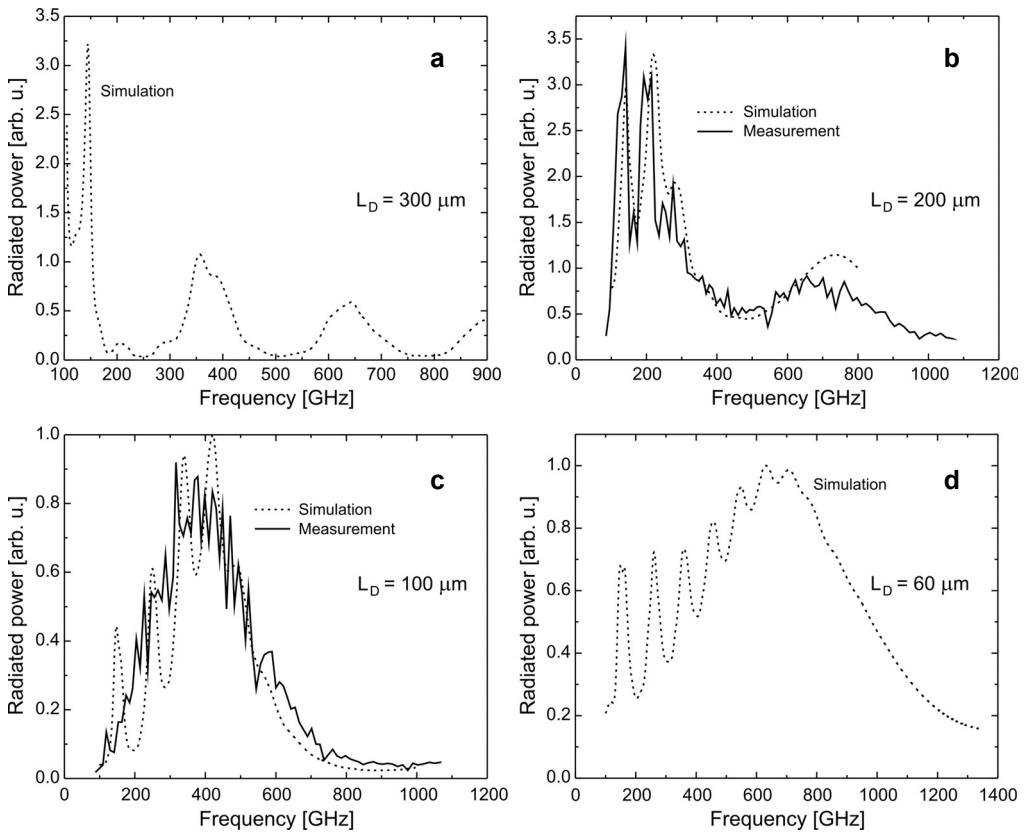 a
Simulation
L_D = 300 μm
Radiated power [arb. u.]
3.5
3.0
2.5
2.0
1.5
1.0
0.5
0.0
100 200 300 400 500 600 700 800 900
Frequency [GHz]
b
Simulation
Measurement
L_D = 200 μm
Radiated power [arb. u.]
3.5
3.0
2.5
2.0
1.5
1.0
0.5
0.0
0 200 400 600 800 1000 1200
Frequency [GHz]
c
Simulation
Measurement
L_D = 100 μm
Radiated power [arb. u.]
1.0
0.8
0.6
0.4
0.2
0.0
0 200 400 600 800 1000 1200
Frequency [GHz]
d
Simulation
L_D = 60 μm
Radiated power [arb. u.]
1.0
0.8
0.6
0.4
0.2
0.0
0 200 400 600 800 1000 1200 1400
Frequency [GHz]